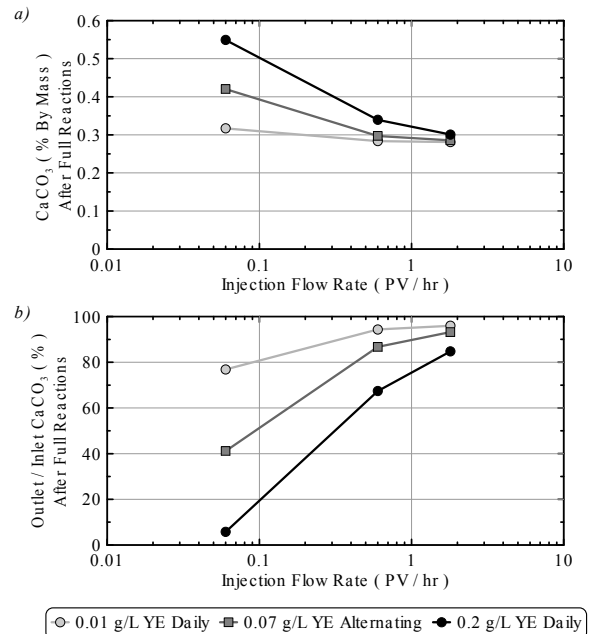 a)
CaCO₃ ( % By Mass )
After Full Reactions
0.6
0.5
0.4
0.3
0.2
0.1
0
0.01
0.1
1
10
Injection Flow Rate ( PV / hr )
b)
Outlet / Inlet CaCO₃ ( % )
After Full Reactions
100
80
60
40
20
0
0.01
0.1
1
10
Injection Flow Rate ( PV / hr )
0.01 g/L YE Daily 0.07 g/L YE Alternating 0.2 g/L YE Daily